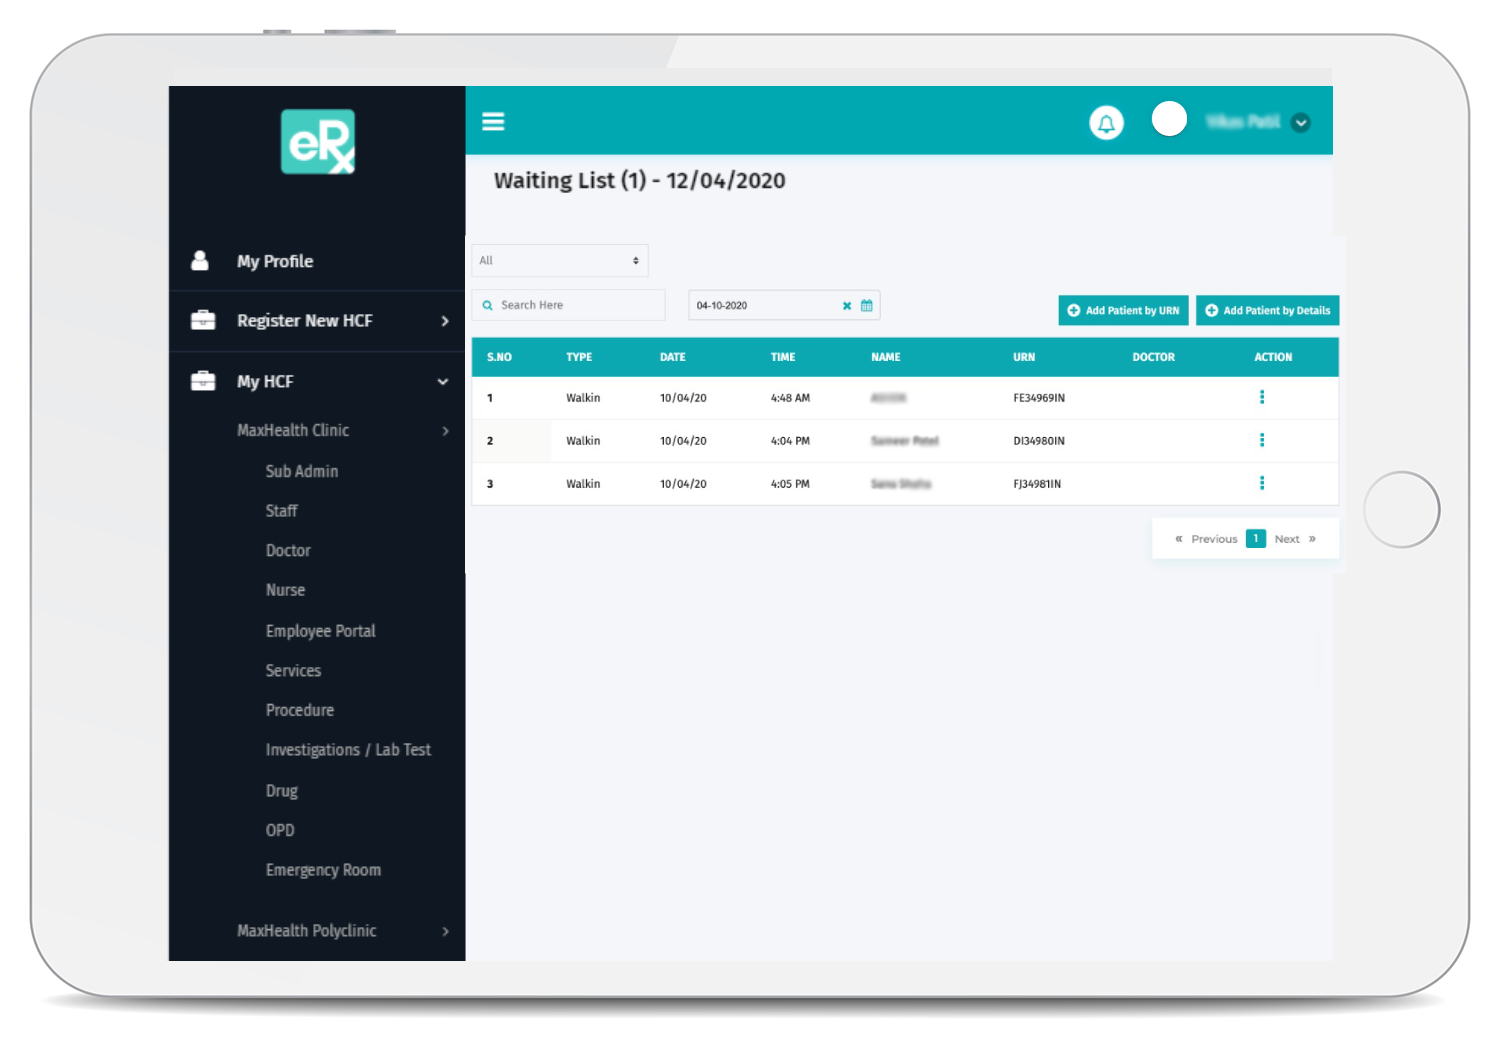 eRx
Waiting List (1) - 12/04/2020
My Profile
Register New HCF
My HCF
MaxHealth Clinic
Sub Admin
Staff
Doctor
Nurse
Employee Portal
Services
Procedure
Investigations / Lab Test
Drug
OPD
Emergency Room
MaxHealth Polyclinic
All
Search Here 04-10-2020 Add Patient by URN Add Patient by Details
S.NO TYPE DATE TIME NAME URN DOCTOR ACTION
1 Walkin 10/04/20 4:48 AM FE34969IN
2 Walkin 10/04/20 4:04 PM DI34980IN
3 Walkin 10/04/20 4:05 PM FJ34981IN
« Previous 1 Next »